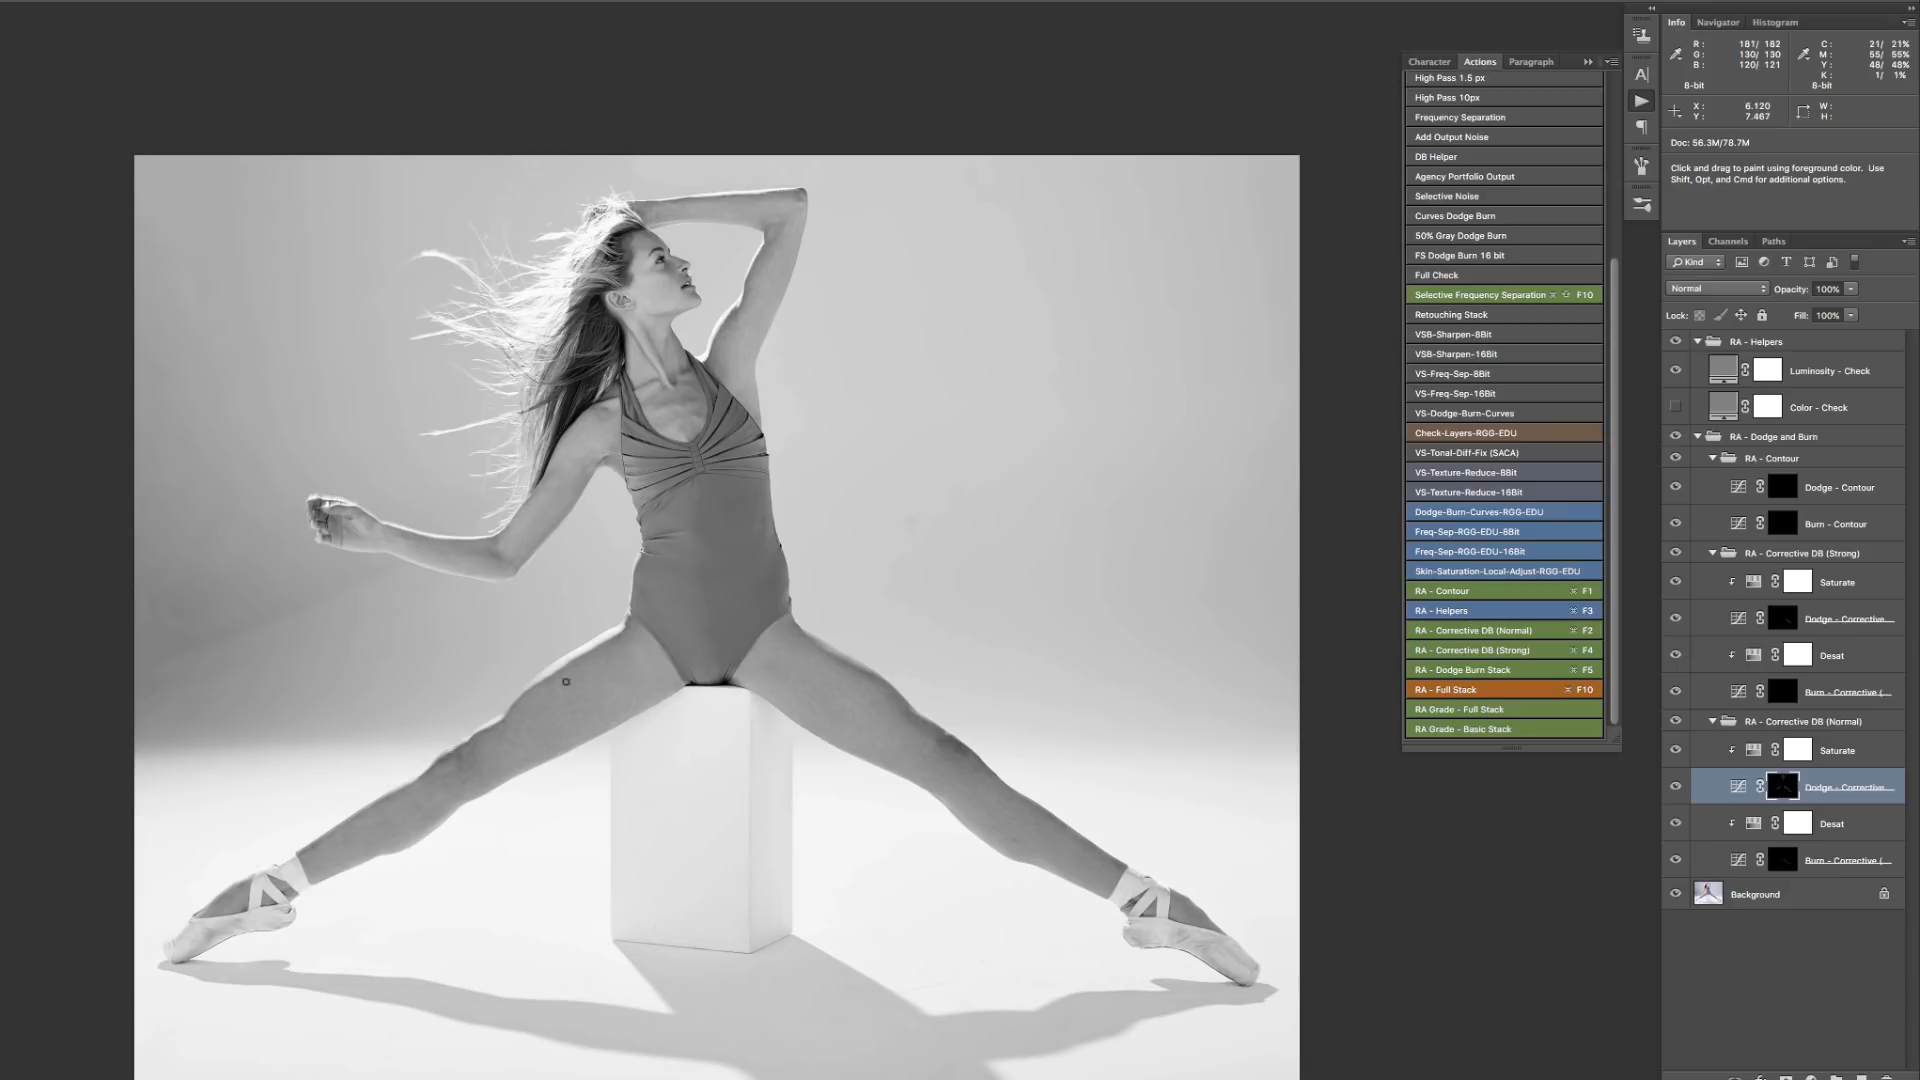 Info Navigator Histogram
R: 181/ 182
G: 130/ 130
B: 120/ 121
8-bit
C: 21/ 21%
M: 55/ 55%
Y: 48/ 48%
K: 1/ 1%
8-bit
X: 6.120
Y: 7.467
W:
H:
Doc: 56.3M/78.7M
Click and drag to paint using foreground color. Use
Shift, Opt, and Cmd for additional options.
Character Actions Paragraph
High Pass 1.5 px
High Pass 10px
Frequency Separation
Add Output Noise
DB Helper
Agency Portfolio Output
Selective Noise
Curves Dodge Burn
50% Gray Dodge Burn
FS Dodge Burn 16 bit
Full Check
Selective Frequency Separation F10
Retouching Stack
VSB-Sharpen-8Bit
VSB-Sharpen-16Bit
VS-Freq-Sep-8Bit
VS-Freq-Sep-16Bit
VS-Dodge-Burn-Curves
Check-Layers-RGG-EDU
VS-Tonal-Diff-Fix (SACA)
VS-Texture-Reduce-8Bit
VS-Texture-Reduce-16Bit
Dodge-Burn-Curves-RGG-EDU
Freq-Sep-RGG-EDU-8Bit
Freq-Sep-RGG-EDU-16Bit
Skin-Saturation-Local-Adjust-RGG-EDU
RA - Contour F1
RA - Helpers F3
RA - Corrective DB (Normal) F2
RA - Corrective DB (Strong) F4
RA - Dodge Burn Stack F5
RA - Full Stack F10
RA Grade - Full Stack
RA Grade - Basic Stack
Layers Channels Paths
Kind
Normal Opacity: 100%
Lock: Fill: 100%
RA - Helpers
Luminosity - Check
Color - Check
RA - Dodge and Burn
RA - Contour
Dodge - Contour
Burn - Contour
RA - Corrective DB (Strong)
Saturate
Dodge - Corrective ...
Desat
Burn - Corrective (...
RA - Corrective DB (Normal)
Saturate
Dodge - Corrective ...
Desat
Burn - Corrective (...
Background